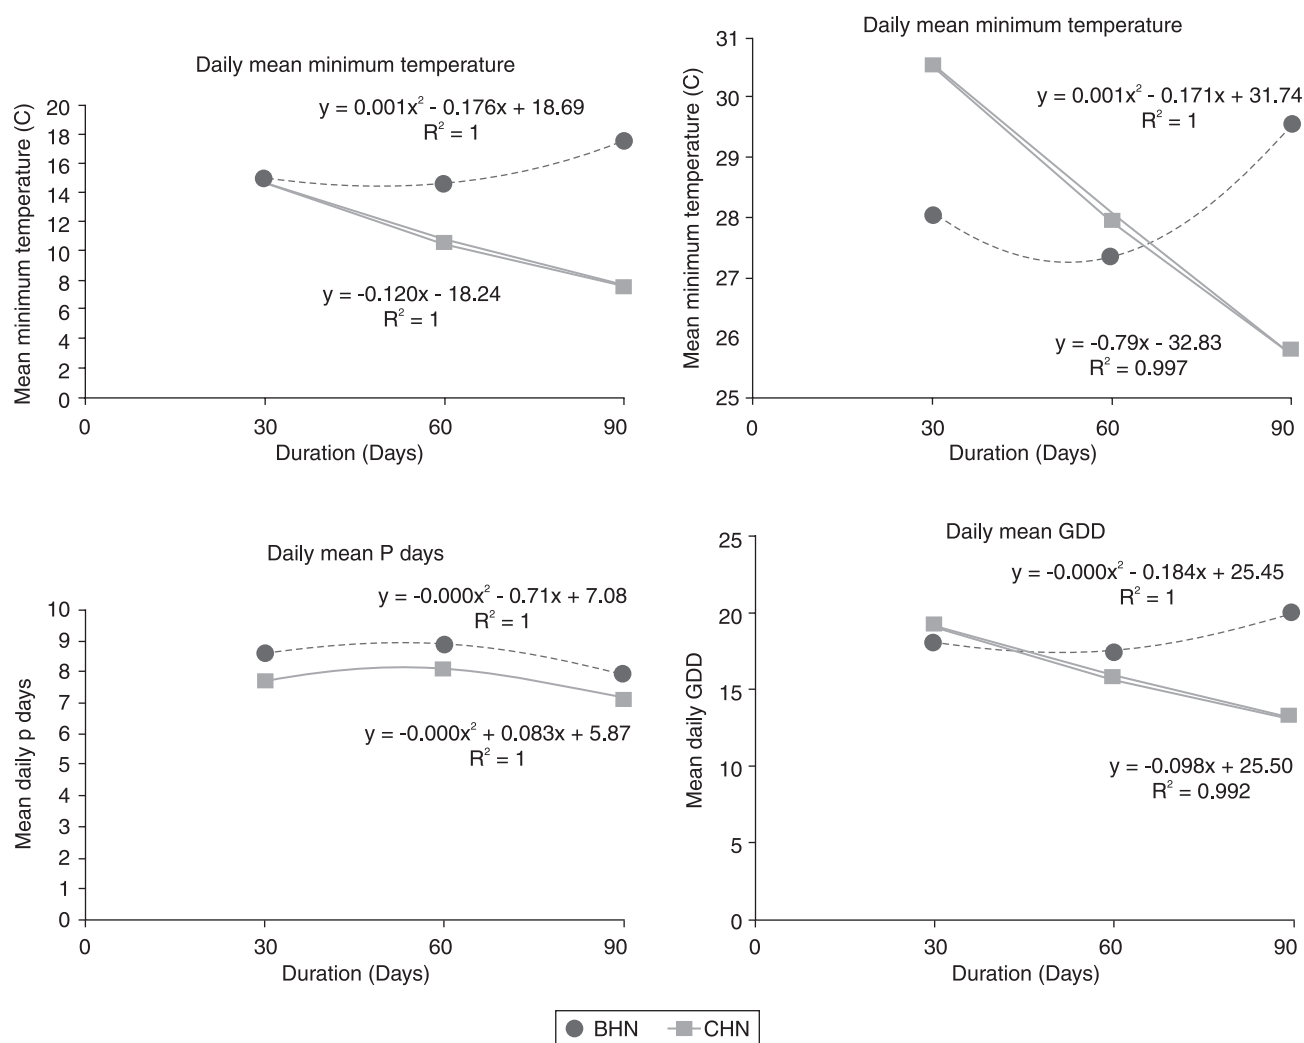 Daily mean minimum temperature
y = 0.001x² - 0.176x + 18.69
R² = 1
y = -0.120x - 18.24
R² = 1
Mean minimum temperature (C)
20
18
16
14
12
10
8
6
4
2
0
0 30 60 90
Duration (Days)
Daily mean minimum temperature
y = 0.001x² - 0.171x + 31.74
R² = 1
y = -0.79x - 32.83
R² = 0.997
Mean minimum temperature (C)
31
30
29
28
27
26
25
0 30 60 90
Duration (Days)
Daily mean P days
y = -0.000x² - 0.71x + 7.08
R² = 1
y = -0.000x² + 0.083x + 5.87
R² = 1
Mean daily p days
10
9
8
7
6
5
4
3
2
1
0
0 30 60 90
Duration (Days)
Daily mean GDD
y = -0.000x² - 0.184x + 25.45
R² = 1
y = -0.098x + 25.50
R² = 0.992
Mean daily GDD
25
20
15
10
5
0
0 30 60 90
Duration (Days)
BHN CHN